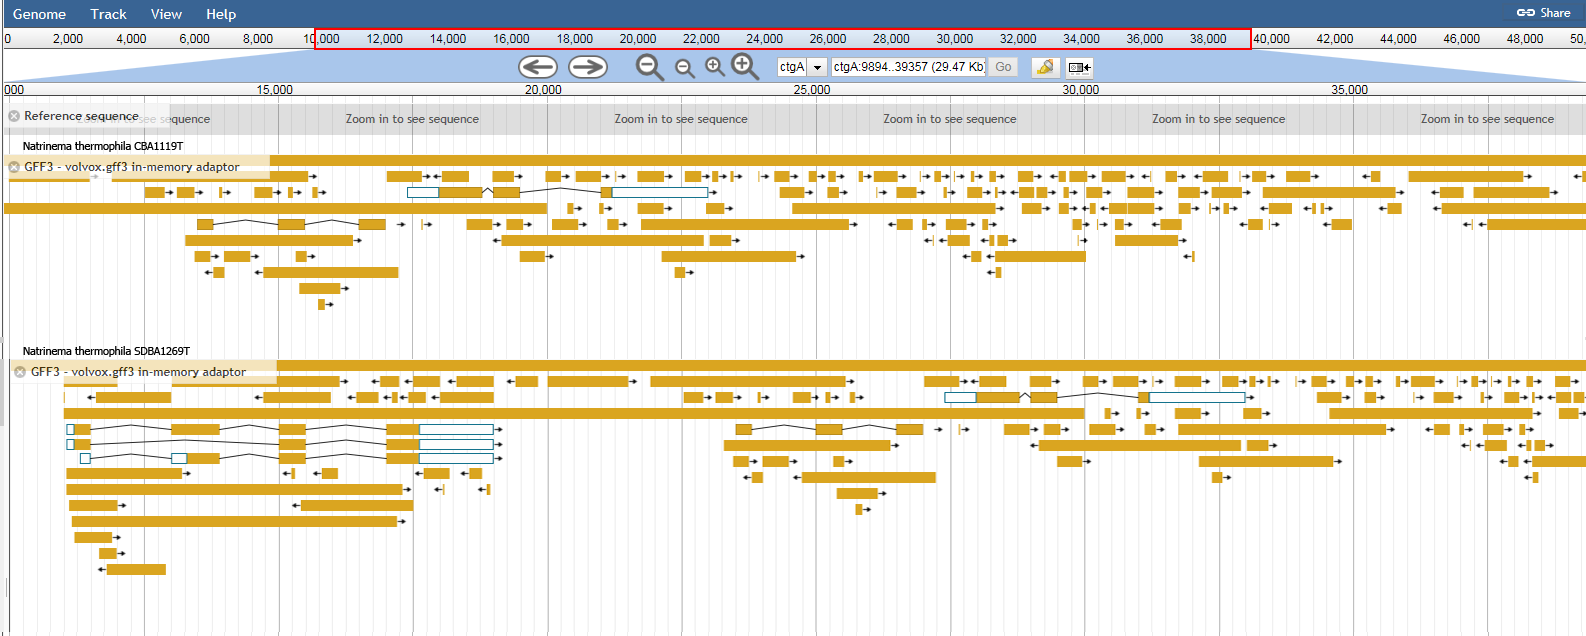 Genome Track View Help Share
0 2,000 4,000 6,000 8,000 10,000 12,000 14,000 16,000 18,000 20,000 22,000 24,000 26,000 28,000 30,000 32,000 34,000 36,000 38,000 40,000 42,000 44,000 46,000 48,000 50,
ctgA ctgA:9894..39357 (29.47 Kb) Go
000 15,000 20,000 25,000 30,000 35,000
Reference sequence
Zoom in to see sequence Zoom in to see sequence Zoom in to see sequence Zoom in to see sequence Zoom in to see sequence Zoom in to see sequence
Natrinema thermophila CBA1119T
GFF3 - volvox.gff3 in-memory adaptor
Natrinema thermophila SDBA1269T
GFF3 - volvox.gff3 in-memory adaptor